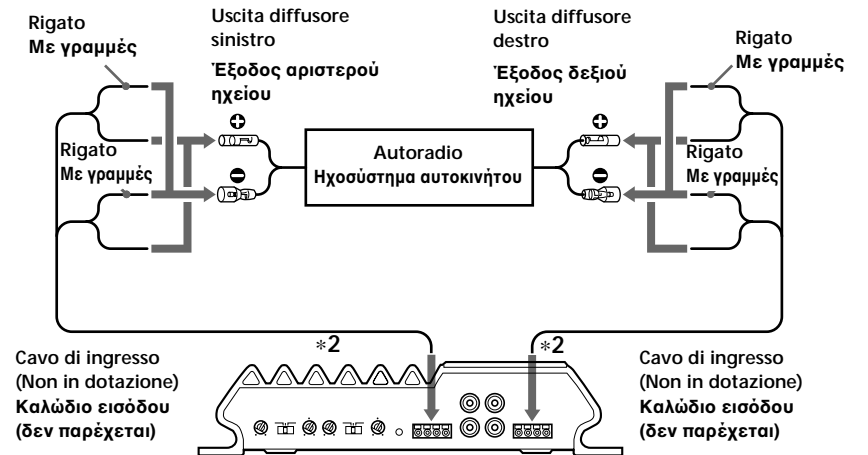 Rigato
Με γραμμές
Uscita diffusore
sinistro
Έξοδος αριστερού
ηχείου
Uscita diffusore
destro
Έξοδος δεξιού
ηχείου
Rigato
Με γραμμές
Rigato
Με γραμμές
Autoradio
Ηχοσύστημα αυτοκινήτου
Rigato
Με γραμμές
*2
*2
Cavo di ingresso
(Non in dotazione)
Καλώδιο εισόδου
(δεν παρέχεται)
Cavo di ingresso
(Non in dotazione)
Καλώδιο εισόδου
(δεν παρέχεται)